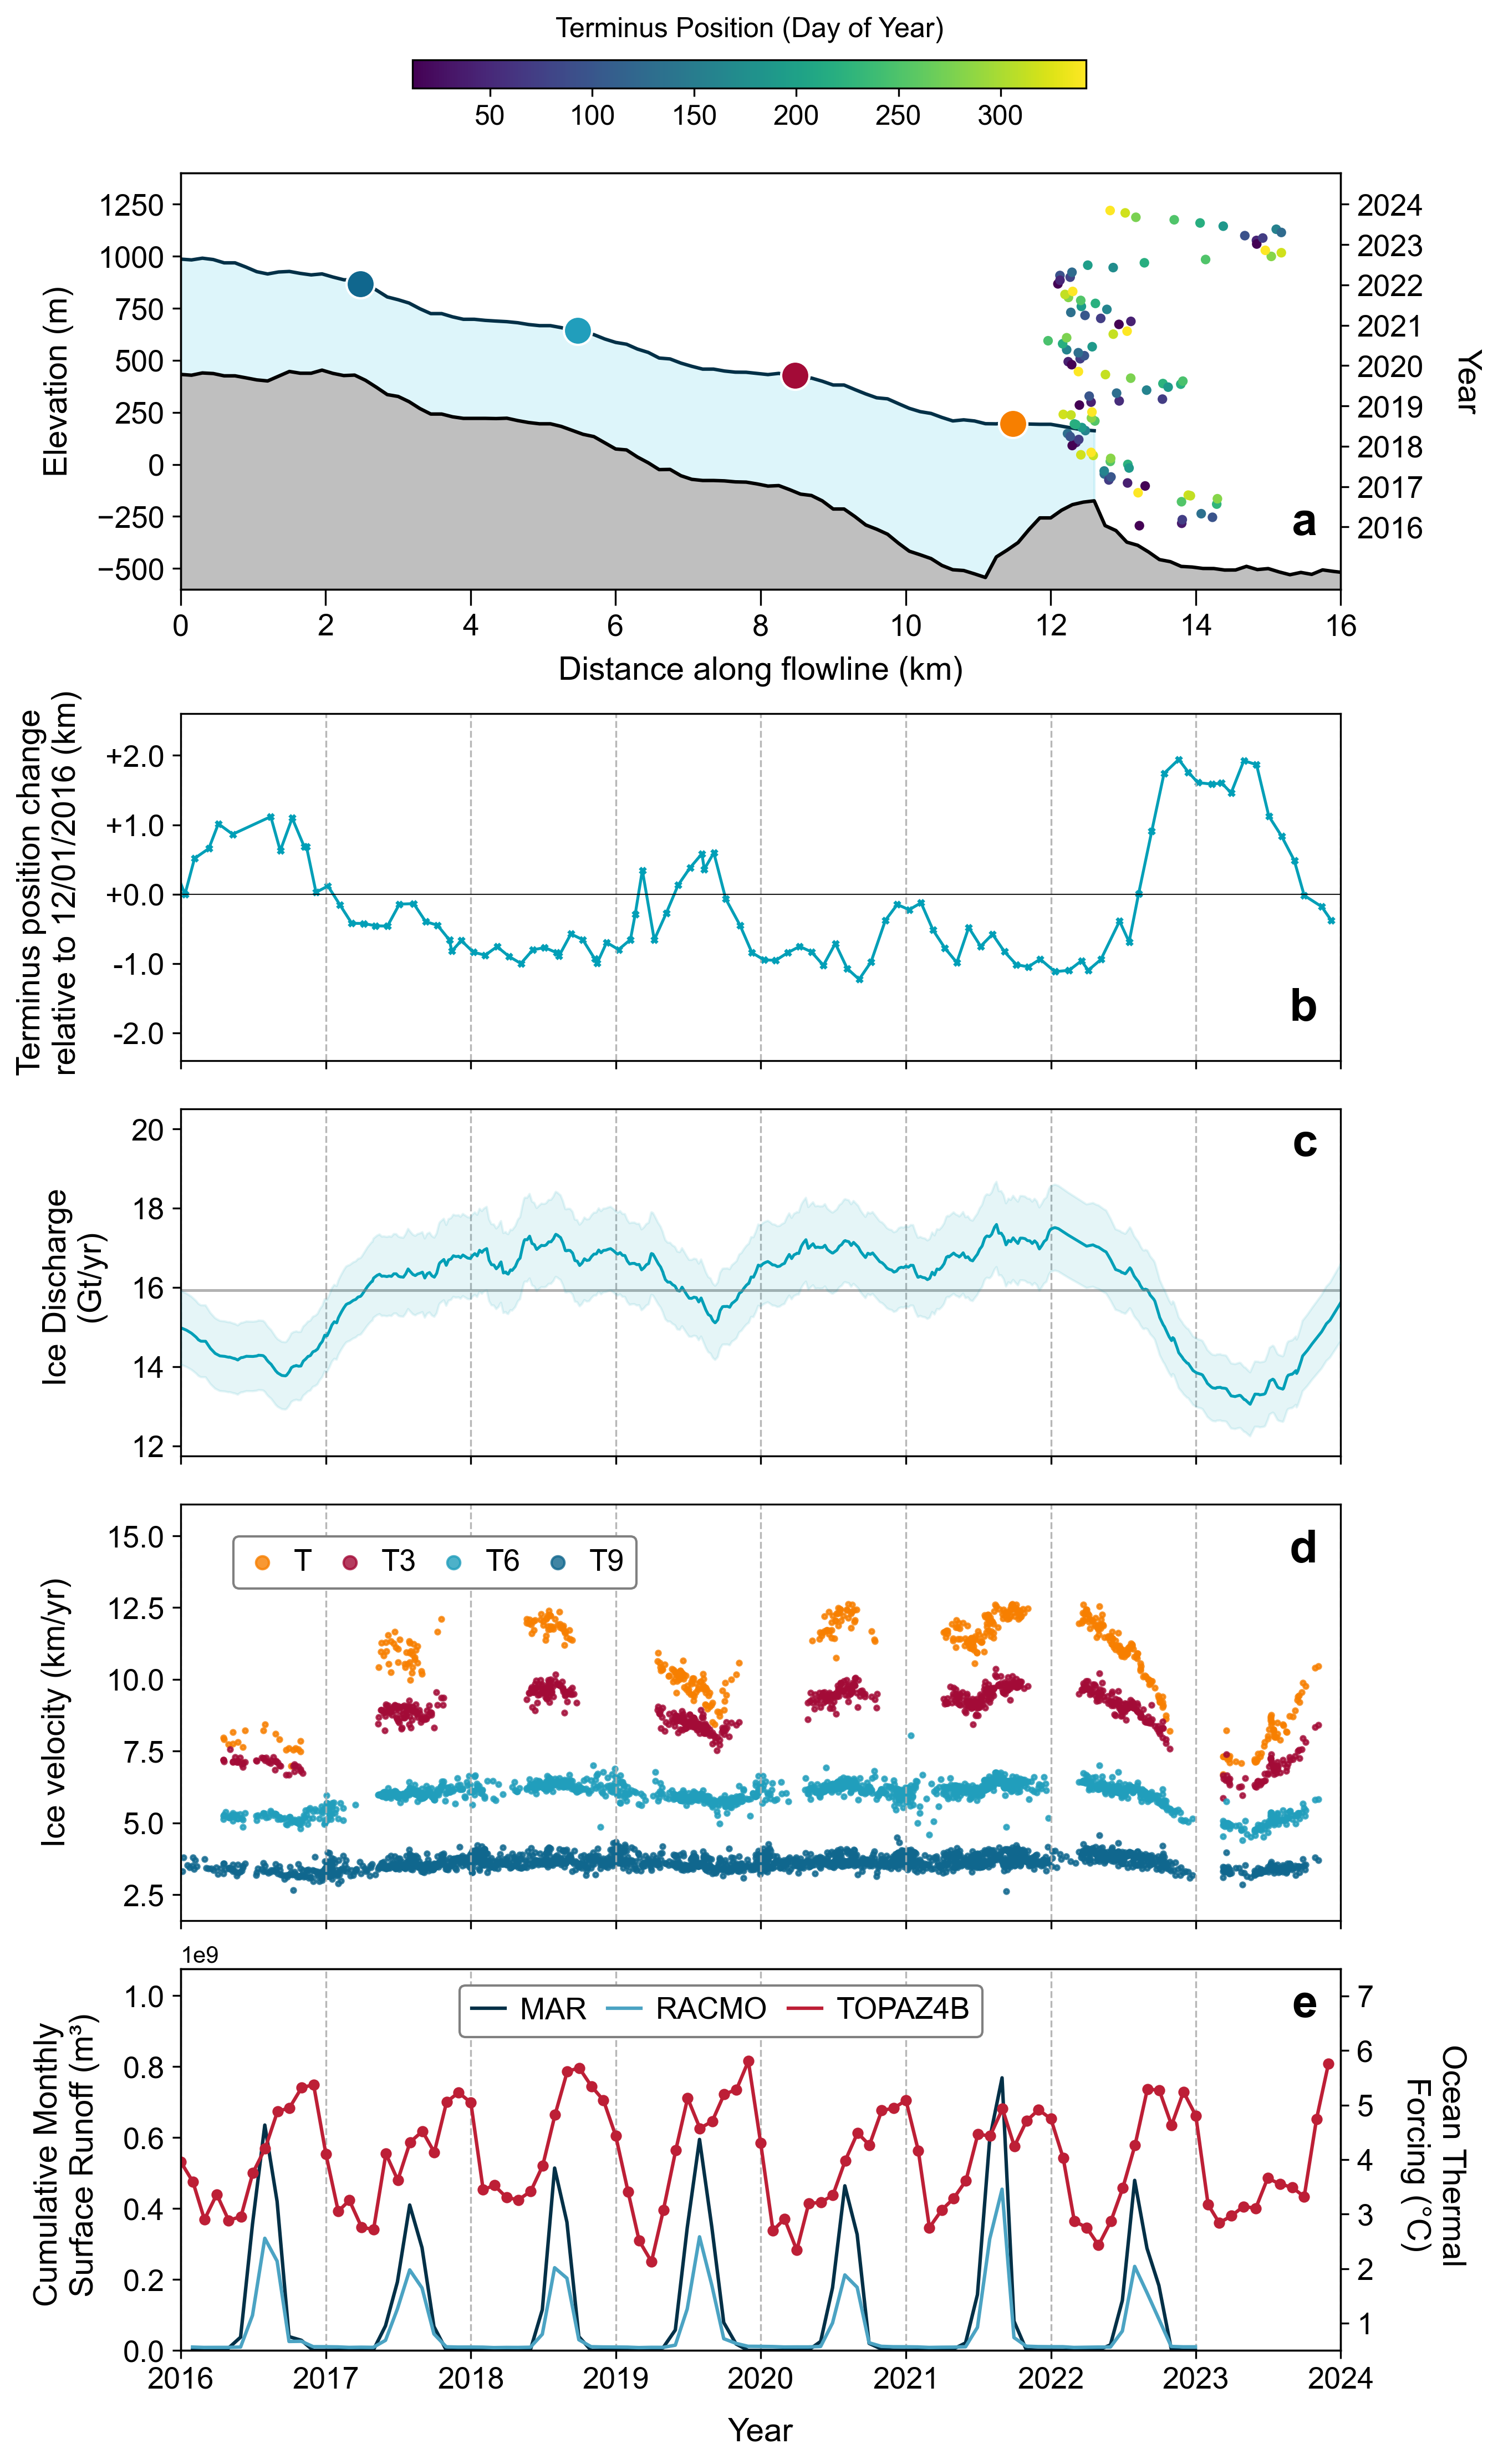 Terminus Position (Day of Year)
50 100 150 200 250 300
1250
1000
750
500
250
0
−250
−500
Elevation (m)
2024
2023
2022
2021
2020
2019
2018
2017
2016
Year
a
0 2 4 6 8 10 12 14 16
Distance along flowline (km)
Terminus position change
relative to 12/01/2016 (km)
+2.0
+1.0
+0.0
-1.0
-2.0
b
Ice Discharge
(Gt/yr)
20
18
16
14
12
c
Ice velocity (km/yr)
15.0
12.5
10.0
7.5
5.0
2.5
T T3 T6 T9
d
1e9
Cumulative Monthly
Surface Runoff (m³)
1.0
0.8
0.6
0.4
0.2
0.0
MAR RACMO TOPAZ4B
e
7
6
5
4
3
2
1
Ocean Thermal
Forcing (°C)
2016 2017 2018 2019 2020 2021 2022 2023 2024
Year